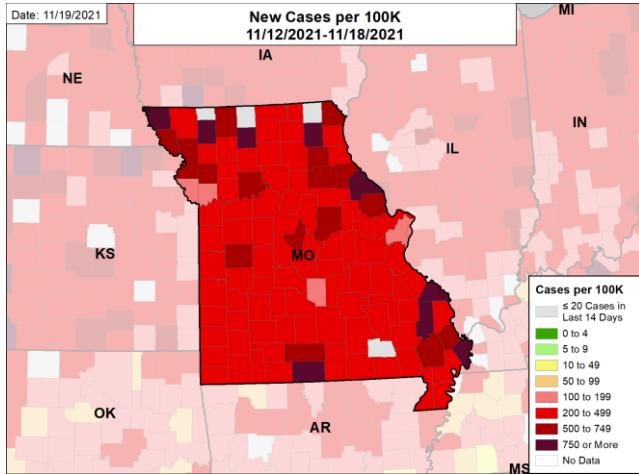 Date: 11/19/2021
New Cases per 100K
11/12/2021-11/18/2021
MI
IA
NE
IN
IL
KS
MO
OK
AR
MS
Cases per 100K
≤ 20 Cases in
Last 14 Days
0 to 4
5 to 9
10 to 49
50 to 99
100 to 199
200 to 499
500 to 749
750 or More
No Data